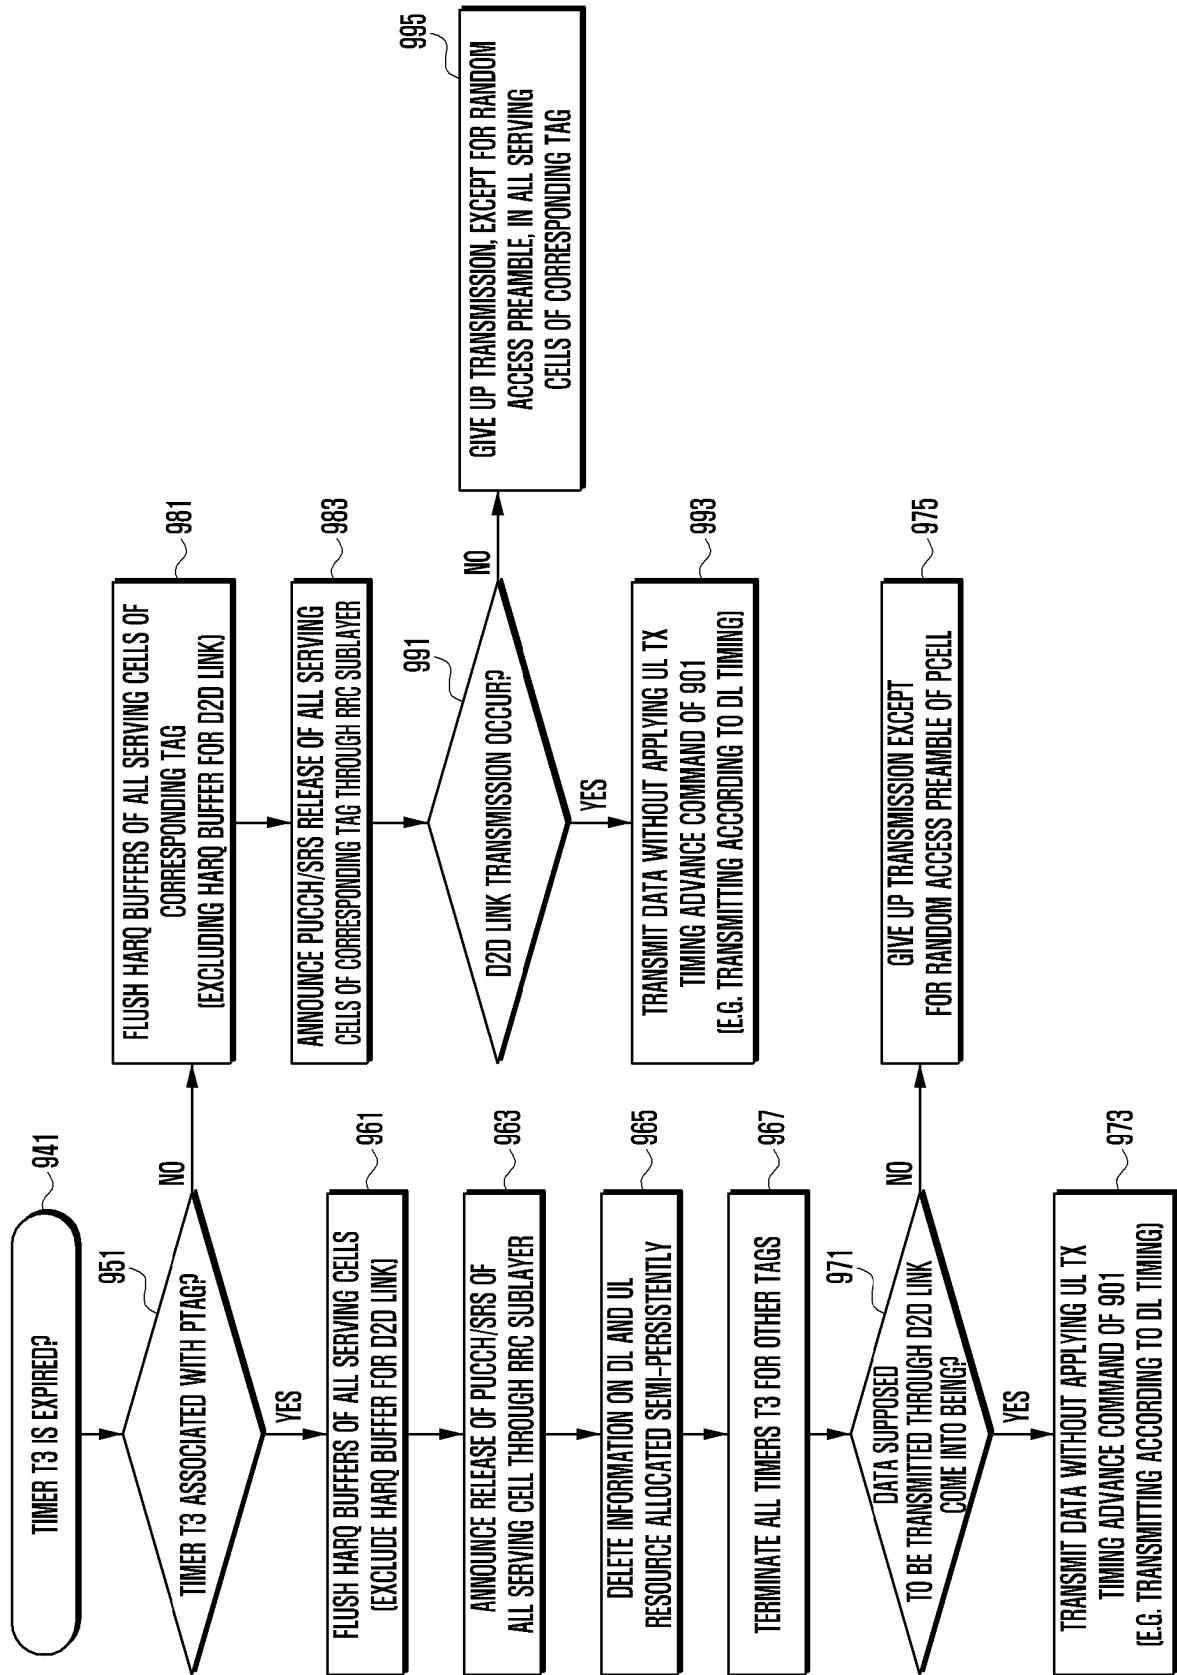 TIMER T3 IS EXPIRED?
941
TIMER T3 ASSOCIATED WITH PTAG?
951
YES
NO
FLUSH HARQ BUFFERS OF ALL SERVING CELLS
(EXCLUDE HARQ BUFFER FOR D2D LINK)
961
ANNOUNCE RELEASE OF PUCCH/SRS OF
ALL SERVING CELL THROUGH RRC SUBLAYER
963
DELETE INFORMATION ON DL AND UL
RESOURCE ALLOCATED SEMI-PERSISTENTLY
965
TERMINATE ALL TIMERS T3 FOR OTHER TAGS
967
DATA SUPPOSED
TO BE TRANSMITTED THROUGH D2D LINK
COME INTO BEING?
971
YES
NO
TRANSMIT DATA WITHOUT APPLYING UL TX
TIMING ADVANCE COMMAND OF 901
(E.G. TRANSMITTING ACCORDING TO DL TIMING)
973
GIVE UP TRANSMISSION EXCEPT
FOR RANDOM ACCESS PREAMBLE OF PCELL
975
FLUSH HARQ BUFFERS OF ALL SERVING CELLS OF
CORRESPONDING TAG
(EXCLUDING HARQ BUFFER FOR D2D LINK)
981
ANNOUNCE PUCCH/SRS RELEASE OF ALL SERVING
CELLS OF CORRESPONDING TAG THROUGH RRC SUBLAYER
983
D2D LINK TRANSMISSION OCCUR?
991
YES
NO
TRANSMIT DATA WITHOUT APPLYING UL TX
TIMING ADVANCE COMMAND OF 901
(E.G. TRANSMITTING ACCORDING TO DL TIMING)
993
GIVE UP TRANSMISSION, EXCEPT FOR RANDOM
ACCESS PREAMBLE, IN ALL SERVING
CELLS OF CORRESPONDING TAG
995